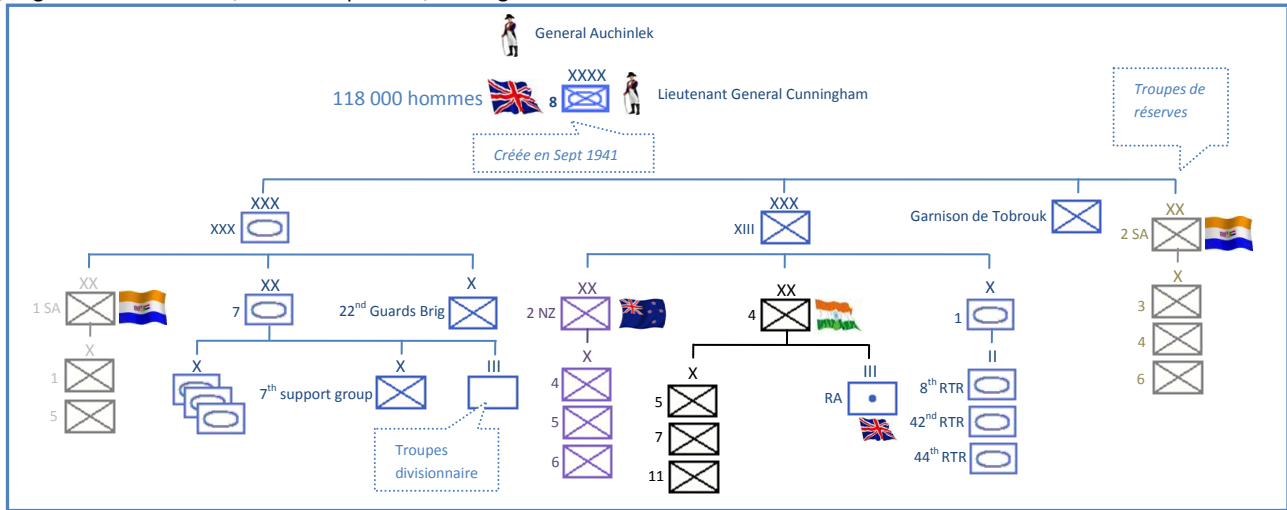 General Auchinlek
XXXX
118 000 hommes
8
Lieutenant General Cunningham
Troupes de
réserves
Créée en Sept 1941
XXX
XXX
XXX
XIII
Garnison de Tobrouk
XX
2 SA
XX
1 SA
XX
7
X
22nd Guards Brig
XX
2 NZ
XX
4
X
1
X
3
4
6
X
1
5
X
X
7th support group
III
Troupes
divisionnaire
X
4
5
6
X
5
7
11
III
RA
II
8th RTR
42nd RTR
44th RTR